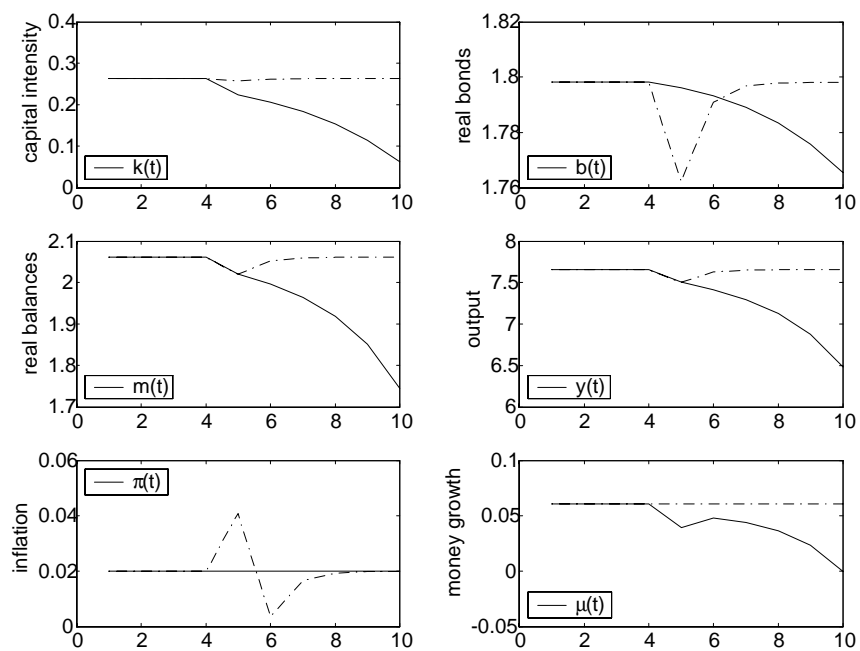 0.4
0.3
0.2
0.1
0
capital intensity
k(t)
0 2 4 6 8 10
1.82
1.8
1.78
1.76
real bonds
b(t)
0 2 4 6 8 10
2.1
2
1.9
1.8
1.7
real balances
m(t)
0 2 4 6 8 10
8
7.5
7
6.5
6
output
y(t)
0 2 4 6 8 10
0.06
0.04
0.02
0
inflation
π(t)
0 2 4 6 8 10
0.1
0.05
0
-0.05
money growth
μ(t)
0 2 4 6 8 10